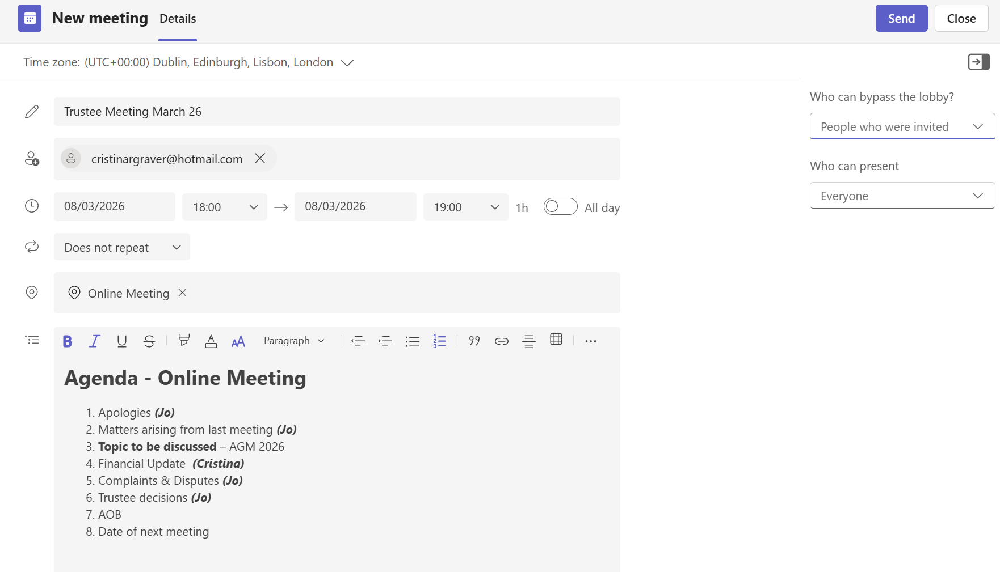 New meeting Details Send Close
Time zone: (UTC+00:00) Dublin, Edinburgh, Lisbon, London
Who can bypass the lobby?
People who were invited
Who can present
Everyone
Trustee Meeting March 26
cristinargraver@hotmail.com
08/03/2026 18:00 08/03/2026 19:00 1h All day
Does not repeat
Online Meeting
Paragraph
Agenda - Online Meeting
1. Apologies (Jo)
2. Matters arising from last meeting (Jo)
3. Topic to be discussed – AGM 2026
4. Financial Update (Cristina)
5. Complaints & Disputes (Jo)
6. Trustee decisions (Jo)
7. AOB
8. Date of next meeting